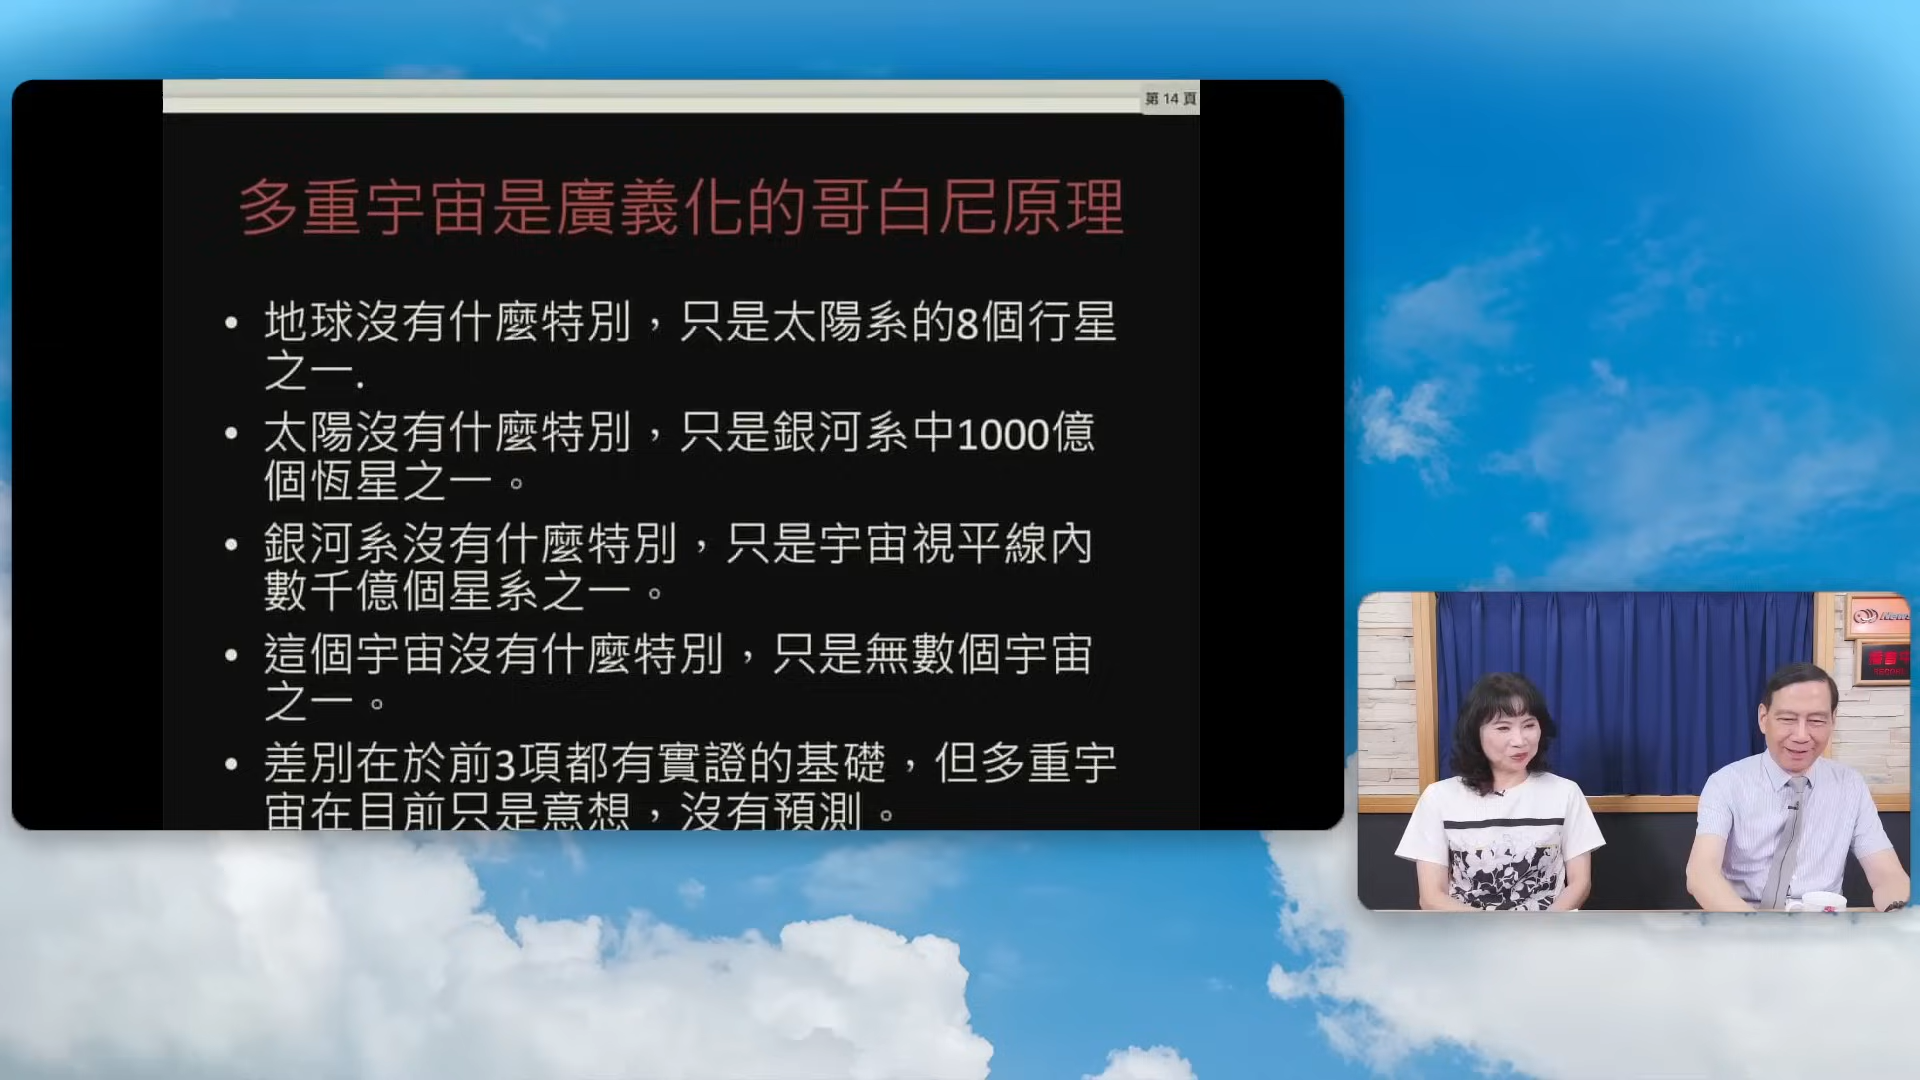 第 14 頁
多重宇宙是廣義化的哥白尼原理
• 地球沒有什麼特別，只是太陽系的8個行星
之一.
• 太陽沒有什麼特別，只是銀河系中1000億
個恆星之一。
• 銀河系沒有什麼特別，只是宇宙視平線內
數千億個星系之一。
• 這個宇宙沒有什麼特別，只是無數個宇宙
之一。
• 差別在於前3項都有實證的基礎，但多重宇
宙在目前只是意想，沒有預測。
News